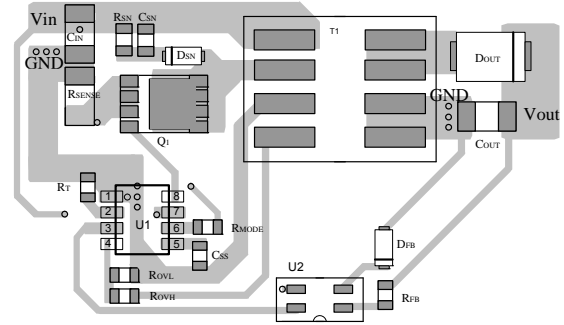 Vin
CIN
RSN
CSN
DSN
T1
DOUT
GND
RSENSE
Q1
GND
Vout
COUT
RT
1
8
2
7
3
U1
6
4
5
RMODE
CSS
DFB
ROVL
U2
ROVH
RFB